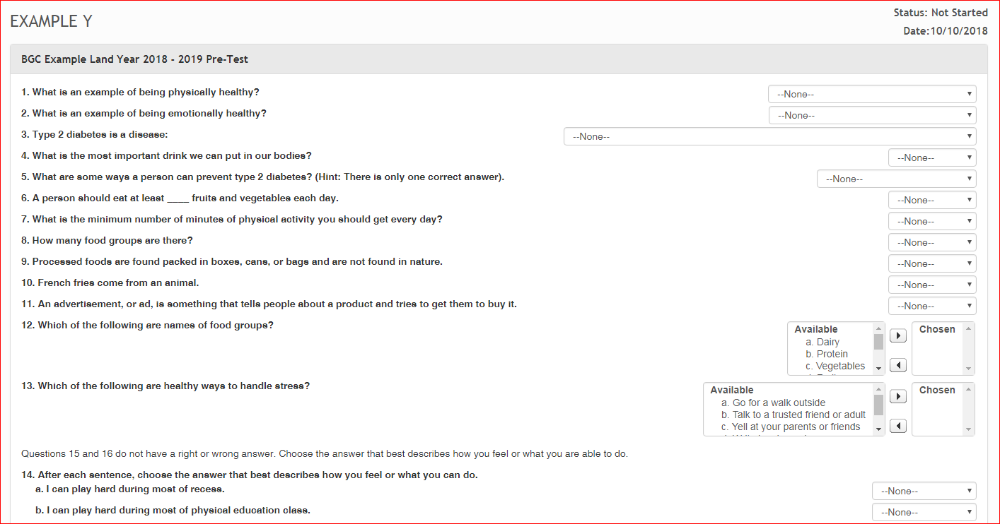 EXAMPLE Y
Status: Not Started
Date:10/10/2018
BGC Example Land Year 2018 - 2019 Pre-Test
1. What is an example of being physically healthy? --None--
2. What is an example of being emotionally healthy? --None--
3. Type 2 diabetes is a disease: --None--
4. What is the most important drink we can put in our bodies? --None--
5. What are some ways a person can prevent type 2 diabetes? (Hint: There is only one correct answer). --None--
6. A person should eat at least ____ fruits and vegetables each day. --None--
7. What is the minimum number of minutes of physical activity you should get every day? --None--
8. How many food groups are there? --None--
9. Processed foods are found packed in boxes, cans, or bags and are not found in nature. --None--
10. French fries come from an animal. --None--
11. An advertisement, or ad, is something that tells people about a product and tries to get them to buy it. --None--
12. Which of the following are names of food groups? Available Chosen
a. Dairy
b. Protein
c. Vegetables
13. Which of the following are healthy ways to handle stress? Available Chosen
a. Go for a walk outside
b. Talk to a trusted friend or adult
c. Yell at your parents or friends
Questions 15 and 16 do not have a right or wrong answer. Choose the answer that best describes how you feel or what you are able to do.
14. After each sentence, choose the answer that best describes how you feel or what you can do.
a. I can play hard during most of recess. --None--
b. I can play hard during most of physical education class. --None--